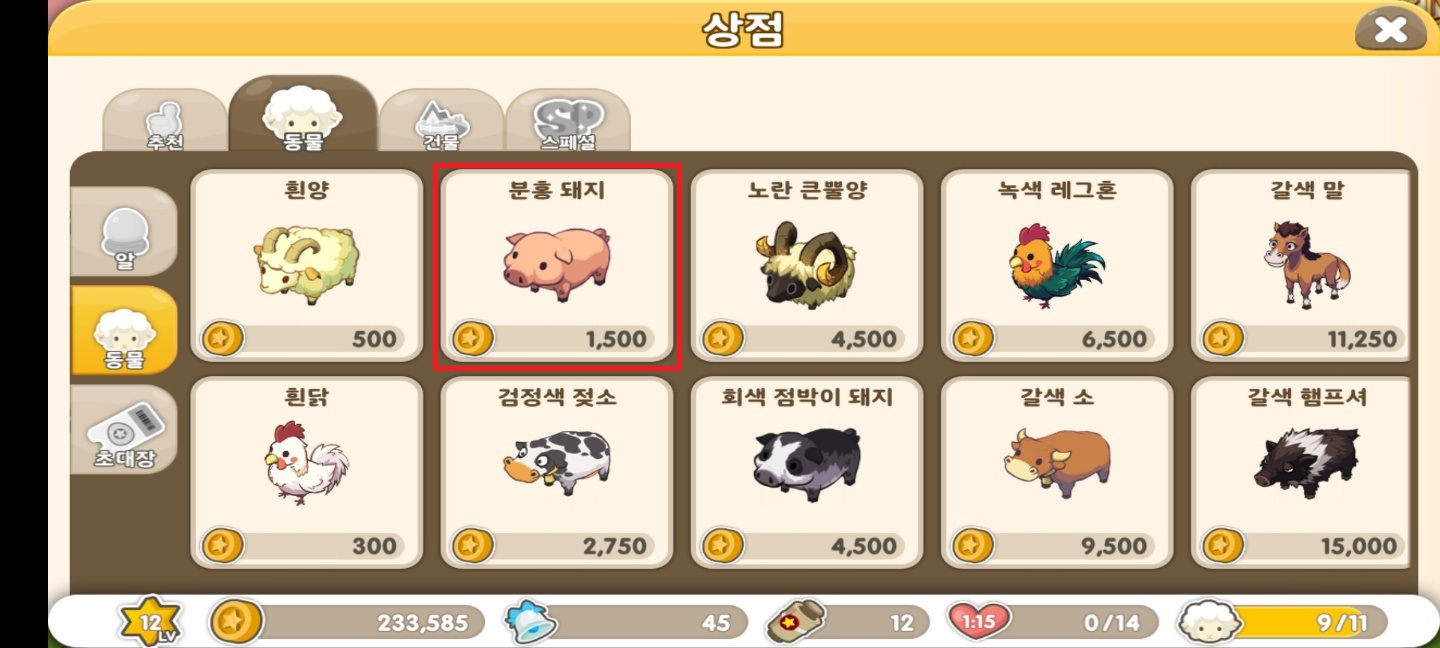 상점
추천
동물
건물
SP
스페셜
알
동물
초대장
흰양
500
분홍 돼지
1,500
노란 큰뿔양
4,500
녹색 레그혼
6,500
갈색 말
11,250
흰닭
300
검정색 젖소
2,750
회색 점박이 돼지
4,500
갈색 소
9,500
갈색 햄프셔
15,000
12 LV
233,585
45
12
1:15
0/14
9/11